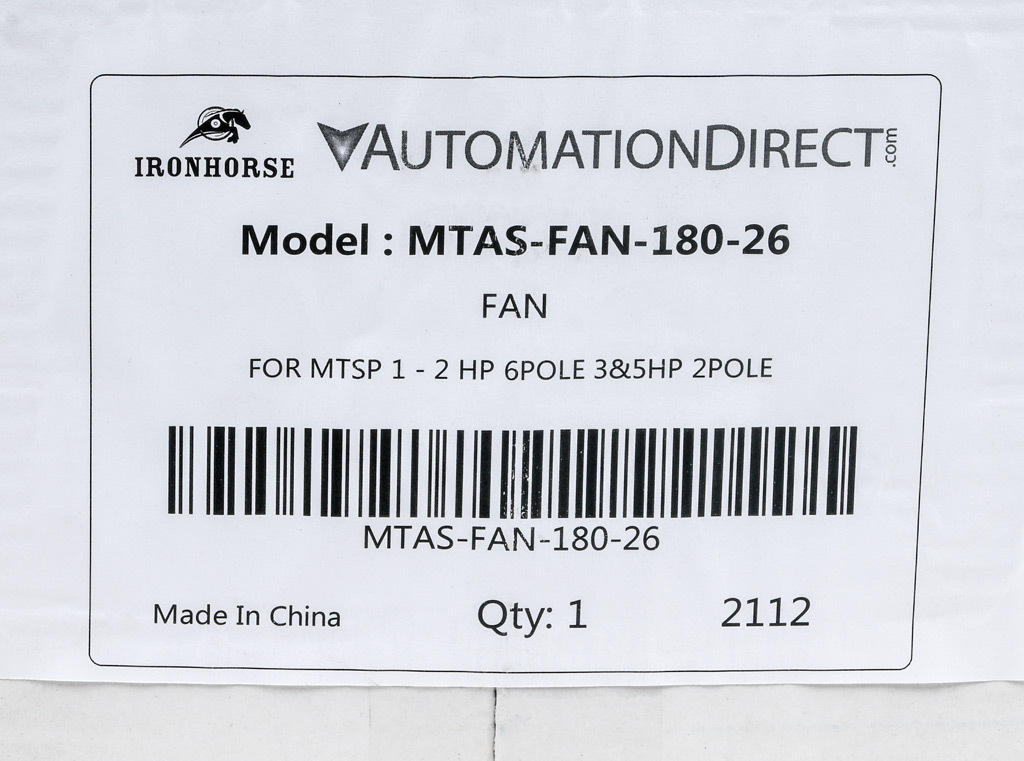 IRONHORSE
AUTOMATIONDIRECT.com
Model : MTAS-FAN-180-26
FAN
FOR MTSP 1 - 2 HP 6POLE 3&5HP 2POLE
MTAS-FAN-180-26
Made In China Qty: 1 2112